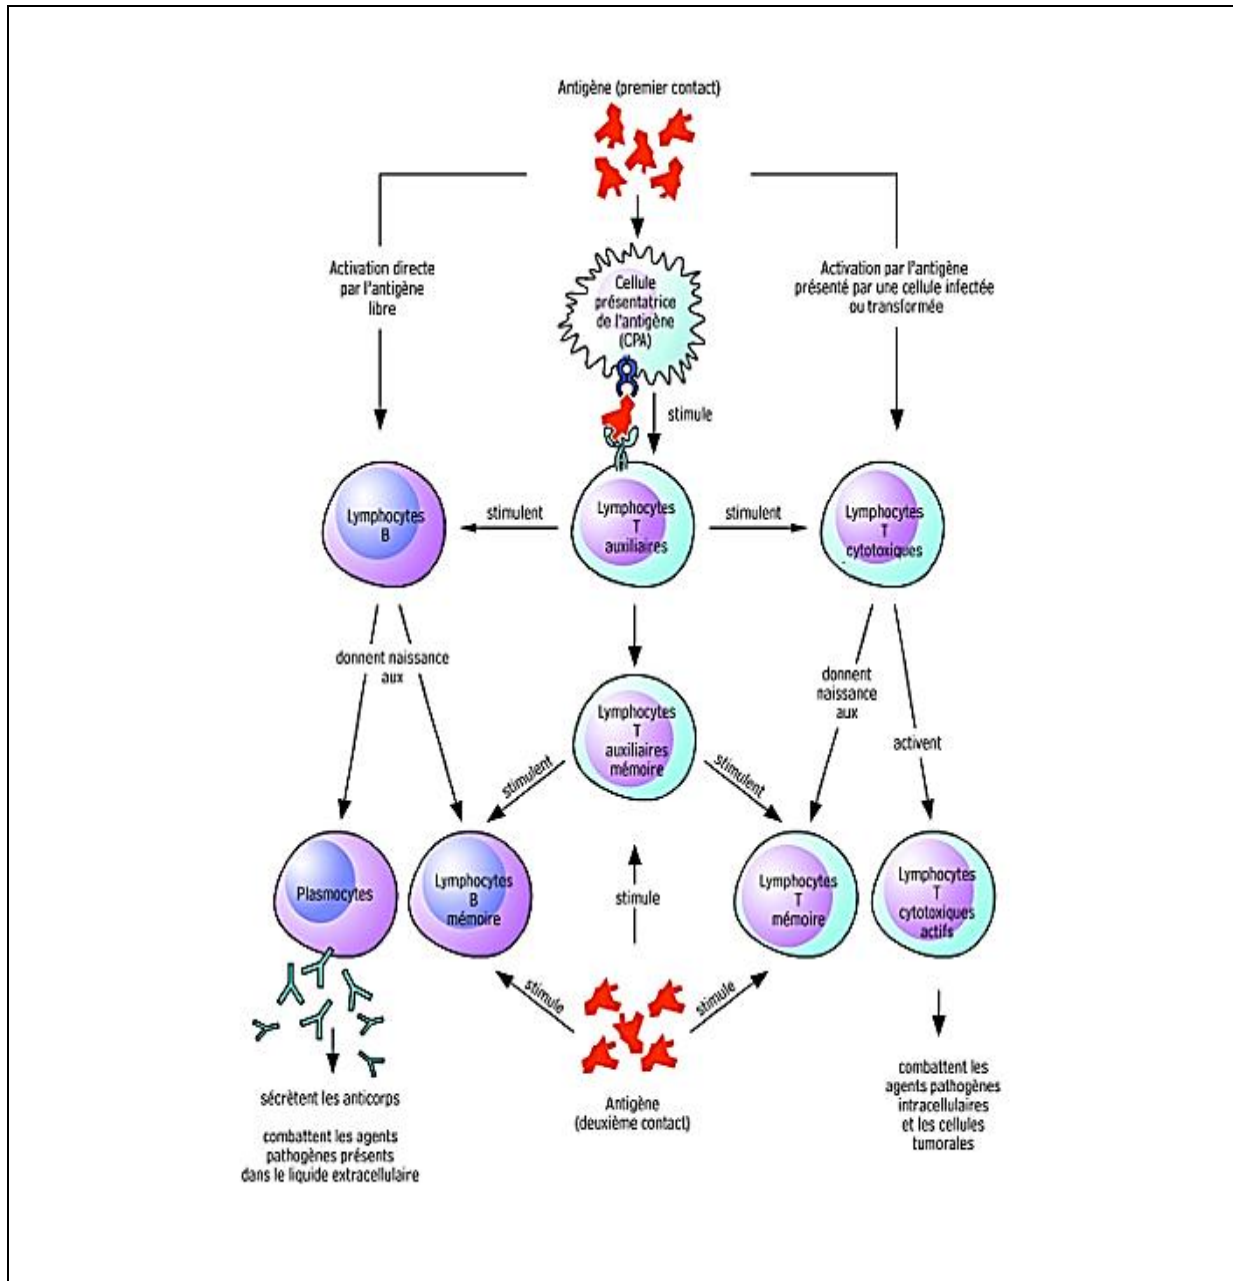 Antigène (premier contact)
Activation directe
par l'antigène
libre
Cellule
présentatrice
de l'antigène
(CPA)
Activation par l'antigène
présenté par une cellule infectée
ou transformée
stimule
Lymphocytes
B
stimulent
Lymphocytes
T
auxiliaires
stimulent
Lymphocytes
T
cytotoxiques
donnent naissance
aux
Lymphocytes
T
auxiliaires
mémoire
donnent
naissance
aux
activent
stimulent
stimulent
Plasmocytes
Lymphocytes
B
mémoire
stimule
Lymphocytes
T
mémoire
Lymphocytes
T
cytotoxiques
actifs
stimule
stimule
sécrètent les anticorps
combattent les agents
pathogènes présents
dans le liquide extracellulaire
Antigène
(deuxième contact)
combattent les
agents pathogènes
intracellulaires
et les cellules
tumorales